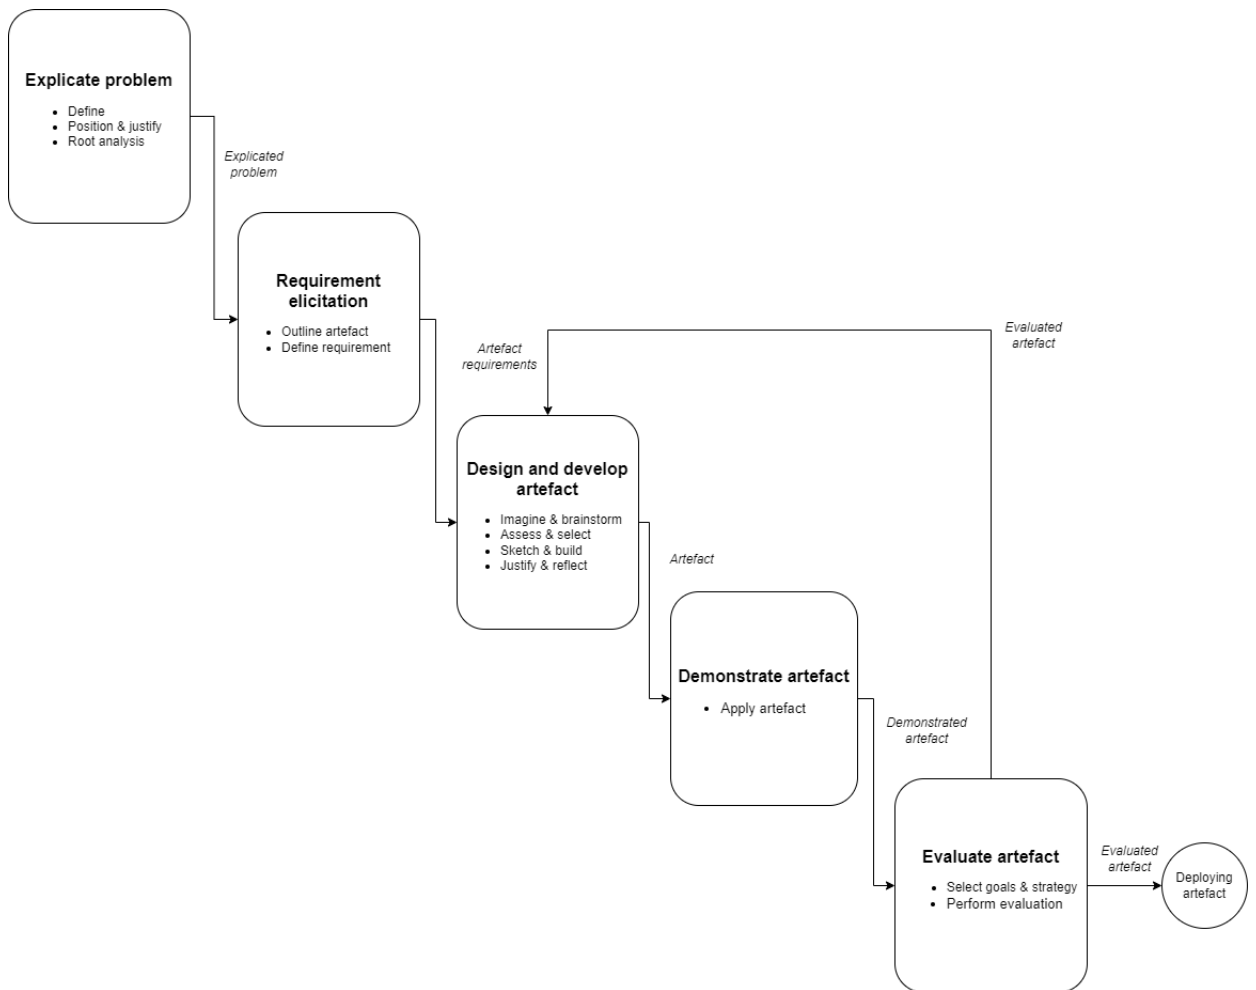 Explicate problem
Define
Position & justify
Root analysis
Explicated
problem
Requirement
elicitation
Outline artefact
Define requirement
Artefact
requirements
Evaluated
artefact
Design and develop
artefact
Imagine & brainstorm
Assess & select
Sketch & build
Justify & reflect
Artefact
Demonstrate artefact
Apply artefact
Demonstrated
artefact
Evaluate artefact
Select goals & strategy
Perform evaluation
Evaluated
artefact
Deploying
artefact